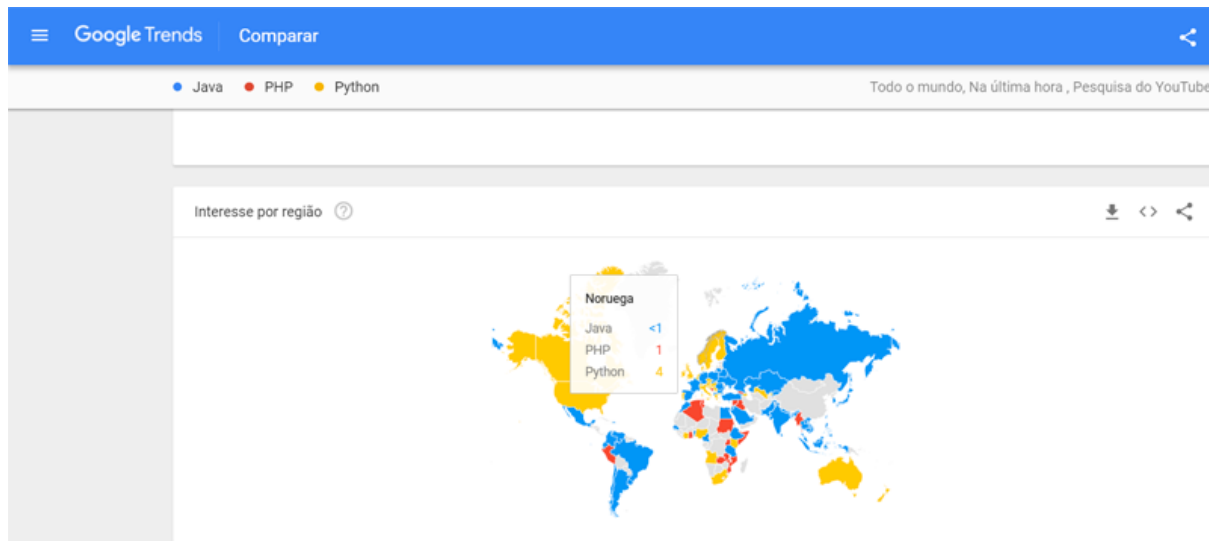 Google Trends Comparar
Java PHP Python Todo o mundo, Na última hora , Pesquisa do YouTube
Interesse por região ?
Noruega
Java <1
PHP 1
Python 4